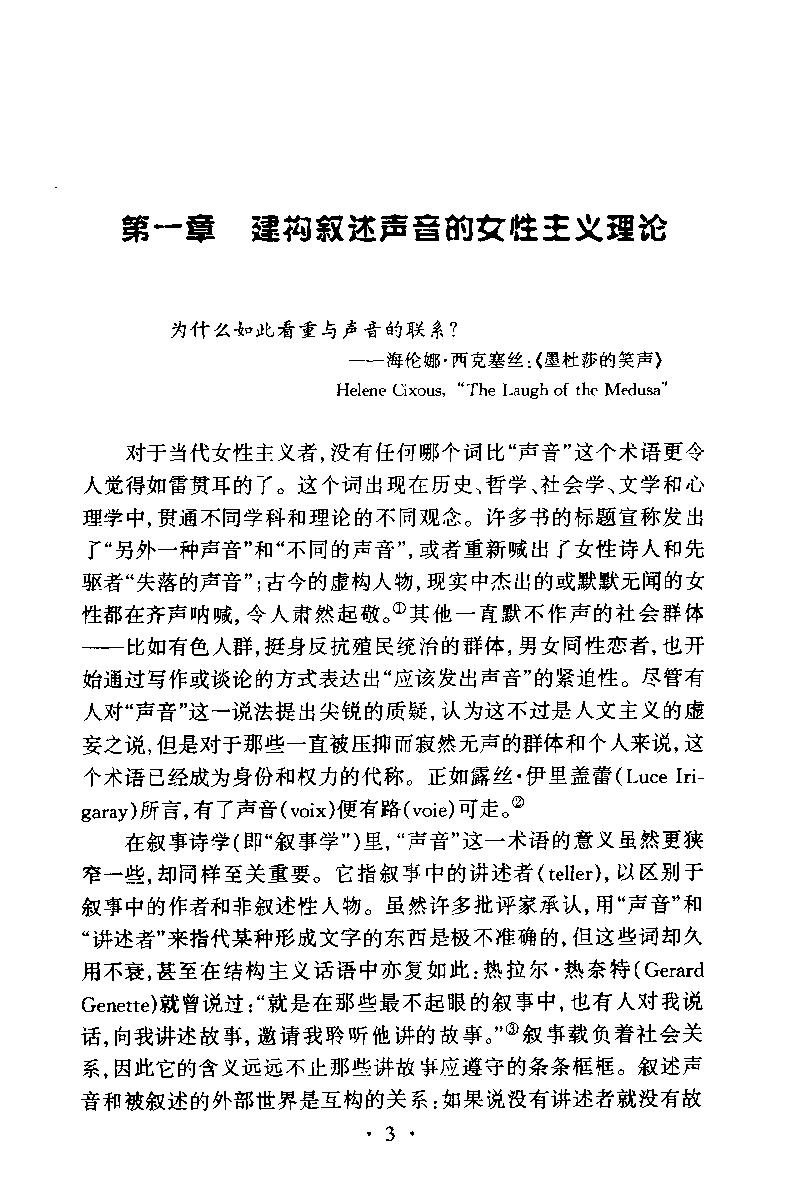 第一章 建构叙述声音的女性主义理论
为什么如此看重与声音的联系?
——海伦娜·西克塞丝:《墨杜莎的笑声》
Helene Cixous, "The Laugh of the Medusa"
对于当代女性主义者,没有任何哪个词比“声音”这个术语更令
人觉得如雷贯耳的了。这个词出现在历史、哲学、社会学、文学和心
理学中,贯通不同学科和理论的不同观念。许多书的标题宣称发出
了“另外一种声音”和“不同的声音”,或者重新喊出了女性诗人和先
驱者“失落的声音”;古今的虚构人物,现实中杰出的或默默无闻的女
性都在齐声呐喊,令人肃然起敬。①其他一直默不作声的社会群体
——比如有色人群,挺身反抗殖民统治的群体,男女同性恋者,也开
始通过写作或谈论的方式表达出“应该发出声音”的紧迫性。尽管有
人对“声音”这一说法提出尖锐的质疑,认为这不过是人文主义的虚
妄之说,但是对于那些一直被压抑而寂然无声的群体和个人来说,这
个术语已经成为身份和权力的代称。正如露丝·伊里盖蕾(Luce Iri-
garay)所言,有了声音(voix)便有路(voie)可走。②
在叙事诗学(即“叙事学”)里,“声音”这一术语的意义虽然更狭
窄一些,却同样至关重要。它指叙事中的讲述者(teller),以区别于
叙事中的作者和非叙述性人物。虽然许多批评家承认,用“声音”和
“讲述者”来指代某种形成文字的东西是极不准确的,但这些词却久
用不衰,甚至在结构主义话语中亦复如此:热拉尔·热奈特(Gerard
Genette)就曾说过:“就是在那些最不起眼的叙事中,也有人对我说
话,向我讲述故事,邀请我聆听他讲的故事。”③叙事载负着社会关
系,因此它的含义远远不止那些讲故事应遵守的条条框框。叙述声
音和被叙述的外部世界是互构的关系:如果说没有讲述者就没有故
· 3 ·